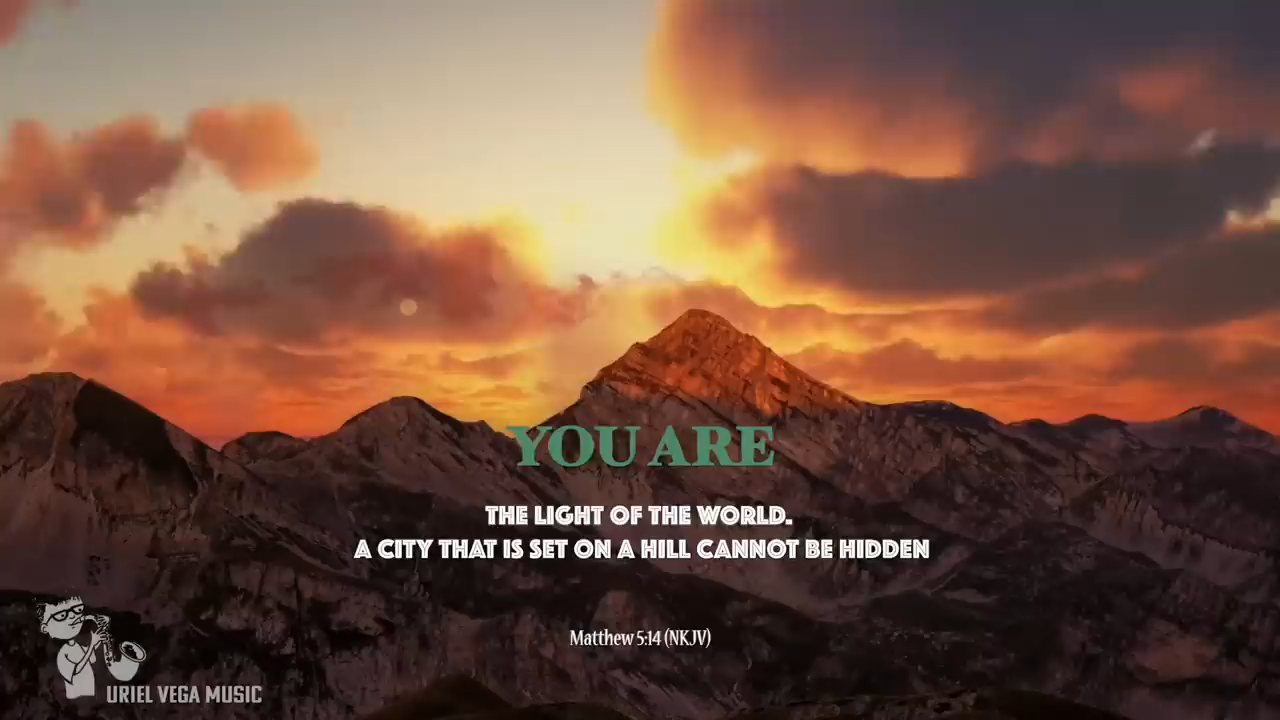 YOU ARE
THE LIGHT OF THE WORLD.
A CITY THAT IS SET ON A HILL CANNOT BE HIDDEN
Matthew 5:14 (NKJV)
URIEL VEGA MUSIC